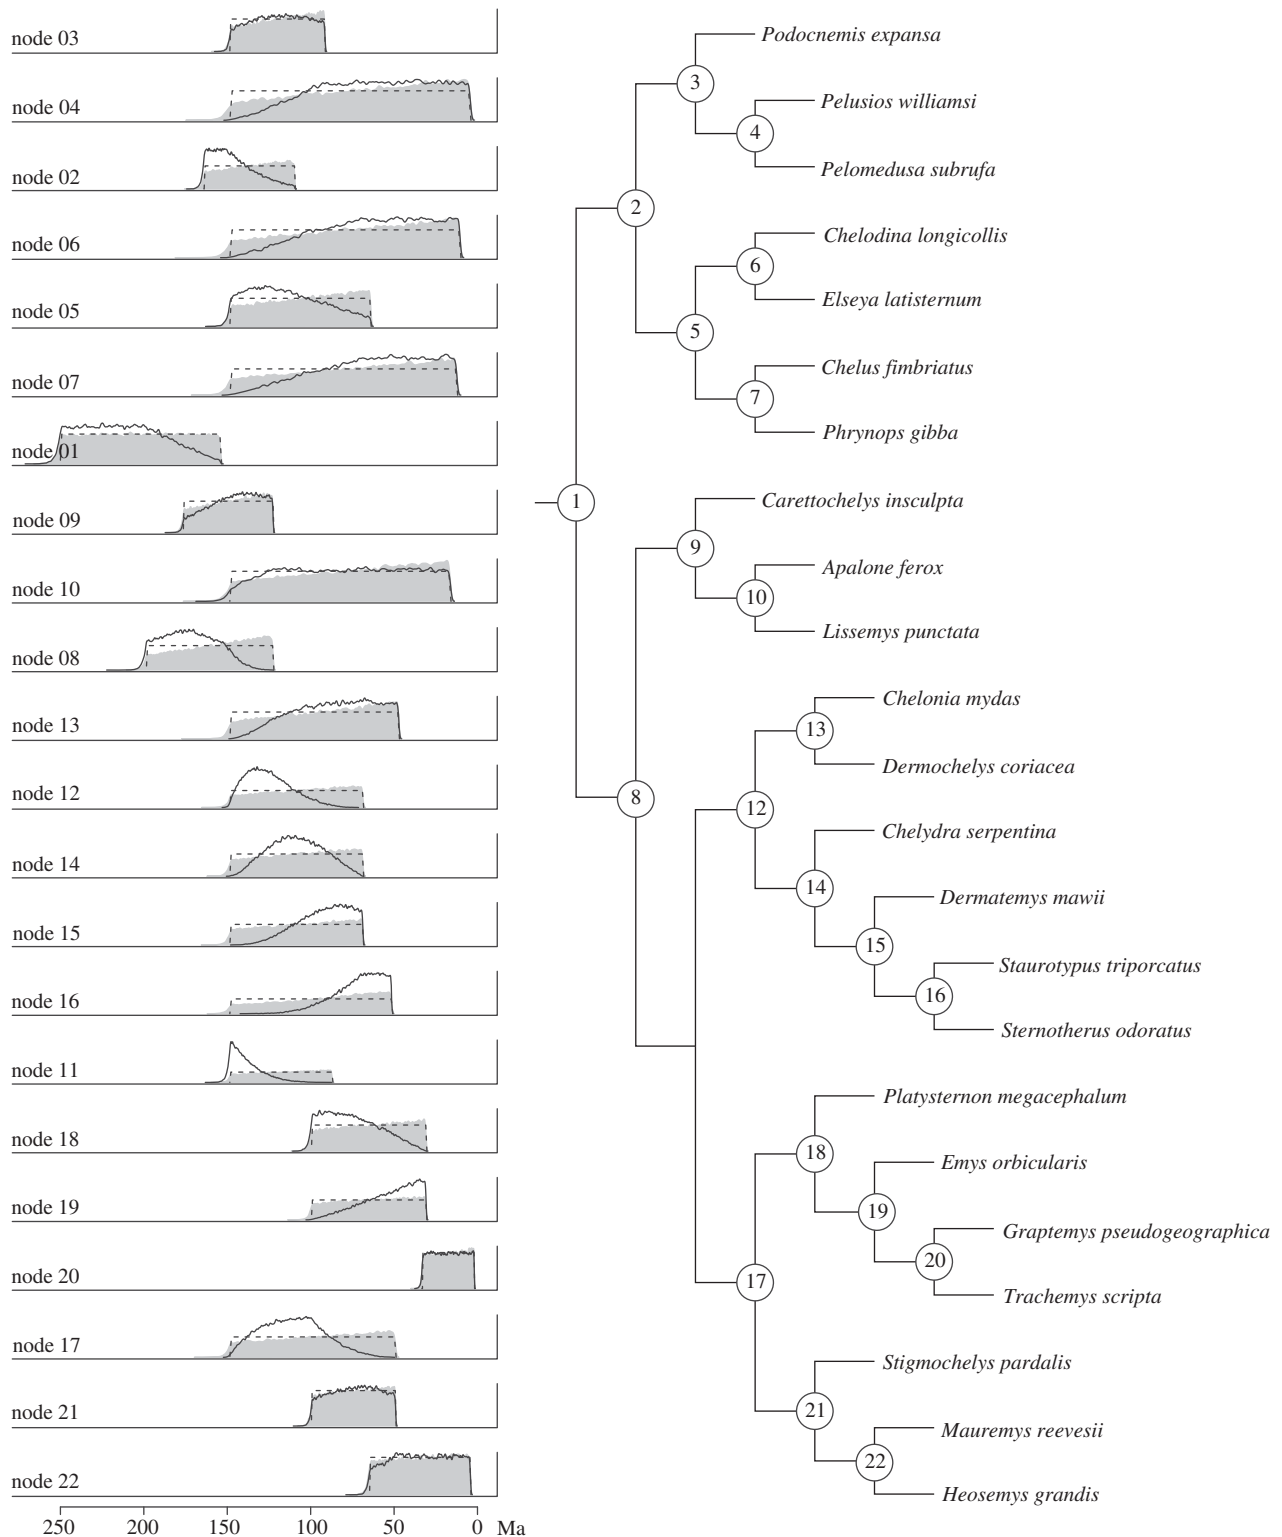 node 03
node 04
node 02
node 06
node 05
node 07
node 01
node 09
node 10
node 08
node 13
node 12
node 14
node 15
node 16
node 11
node 18
node 19
node 20
node 17
node 21
node 22
250 200 150 100 50 0 Ma
Podocnemis expansa
3
Pelusios williamsi
4
Pelomedusa subrufa
2
Chelodina longicollis
6
Elseya latisternum
5
Chelus fimbriatus
7
Phrynops gibba
1
Carettochelys insculpta
9
Apalone ferox
10
Lissemys punctata
Chelonia mydas
13
Dermochelys coriacea
8
12
Chelydra serpentina
14
Dermatemys mawii
15
Staurotypus triporcatus
16
Sternotherus odoratus
Platysternon megacephalum
18
Emys orbicularis
19
Graptemys pseudogeographica
20
17
Trachemys scripta
Stigmochelys pardalis
21
Mauremys reevesii
22
Heosemys grandis